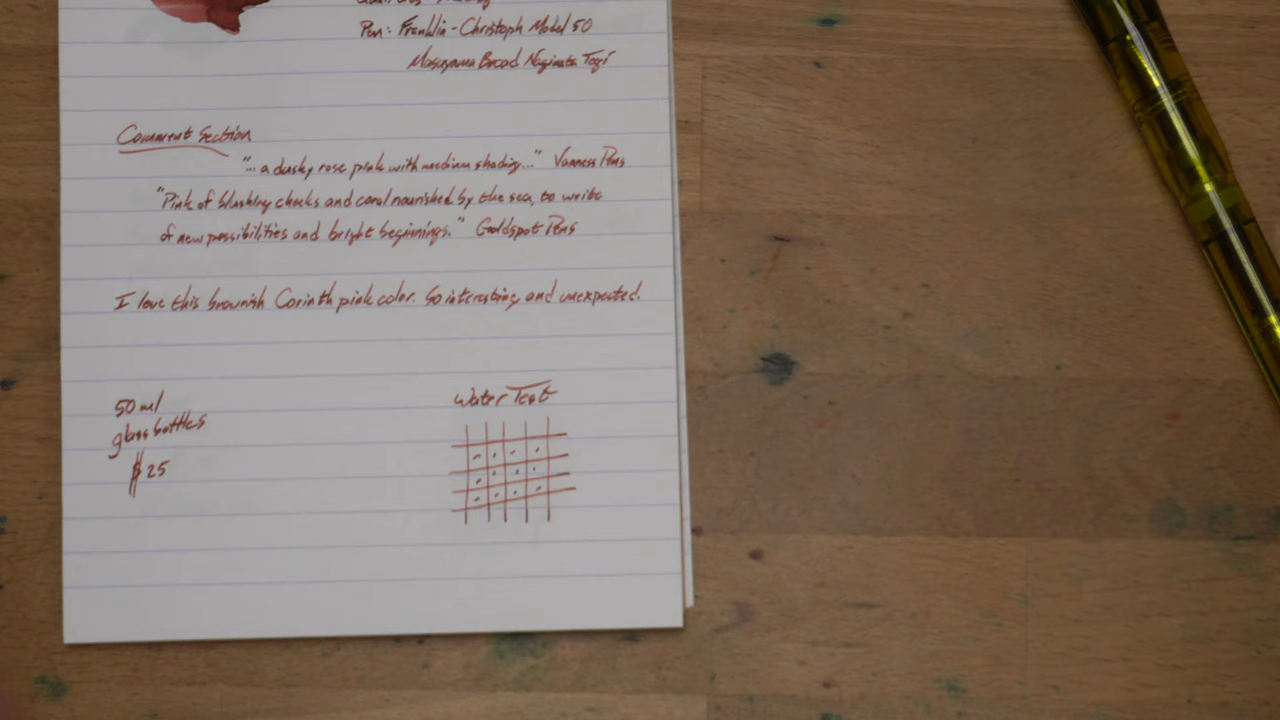 Pen: Franklin-Christoph Model 50
Masuyama Broad Naginata Togi
Comment Section
"... a dusky rose pink with medium shading..." Vanness Pens
"Pink of blushing cheeks and coral nourished by the sea, to write
of new possibilities and bright beginnings." Goldspot Pens
I love this brownish Corinth pink color. So interesting and unexpected.
50 ml
glass bottles
$25
Water Test